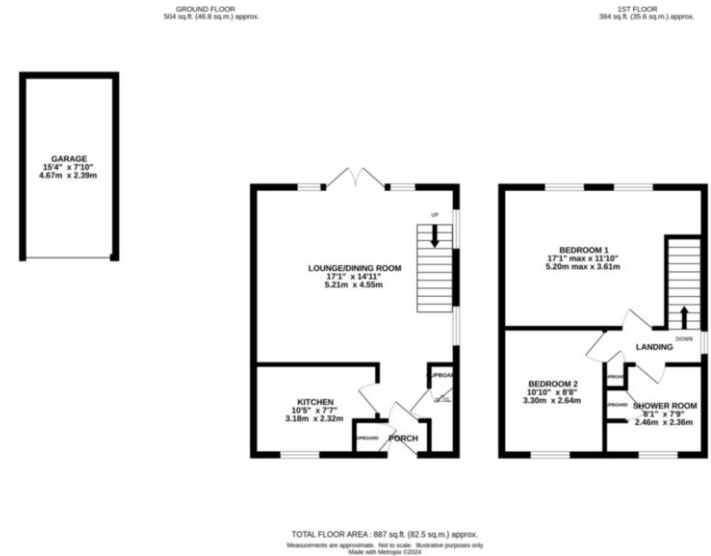 GROUND FLOOR
504 sq.ft. (46.8 sq.m.) approx.
1ST FLOOR
384 sq.ft. (35.6 sq.m.) approx.
GARAGE
15'4" x 7'10"
4.67m x 2.39m
UP
LOUNGE/DINING ROOM
17'1" x 14'11"
5.21m x 4.55m
BEDROOM 1
17'1" max x 11'10"
5.20m max x 3.61m
DOWN
LANDING
UPBOAR
KITCHEN
10'5" x 7'7"
3.18m x 2.32m
UPBOARD
PORCH
BEDROOM 2
10'10" x 8'8"
3.30m x 2.64m
UPBOAR
UPBOARD
SHOWER ROOM
8'1" x 7'9"
2.46m x 2.36m
TOTAL FLOOR AREA : 887 sq.ft. (82.5 sq.m.) approx.
Measurements are approximate. Not to scale. Illustrative purposes only
Made with Metropix ©2024